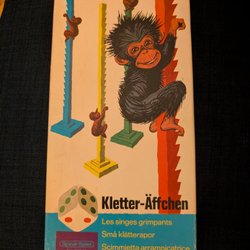 Kletter-Äffchen
Les singes grimpants
Små klätterapor
Scimmietta arrampicatrice